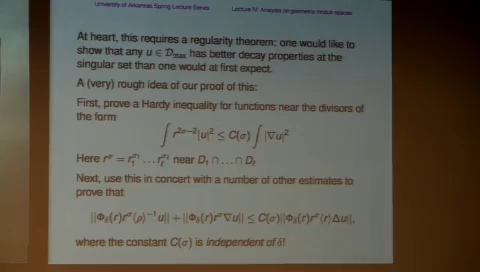 University of Arkansas Spring Lecture Series Lecture IV: Analysis on geometric moduli spaces
At heart, this requires a regularity theorem: one would like to
show that any u ∈ 𝒟max has better decay properties at the
singular set than one would at first expect.
A (very) rough idea of our proof of this:
First, prove a Hardy inequality for functions near the divisors of
the form
∫ r^{2σ−2}|u|² ≤ C(σ) ∫ |∇u|²
Here r^σ = r₁^{σ₁} … r_ℓ^{σ_ℓ} near D₁ ∩ … ∩ D_ℓ
Next, use this in concert with a number of other estimates to
prove that
||Φ_δ(r)r^σ⟨ρ⟩⁻¹u|| + ||Φ_δ(r)r^σ∇u|| ≤ C(σ)||Φ_δ(r)r^σ⟨r⟩Δu||,
where the constant C(σ) is independent of δ!